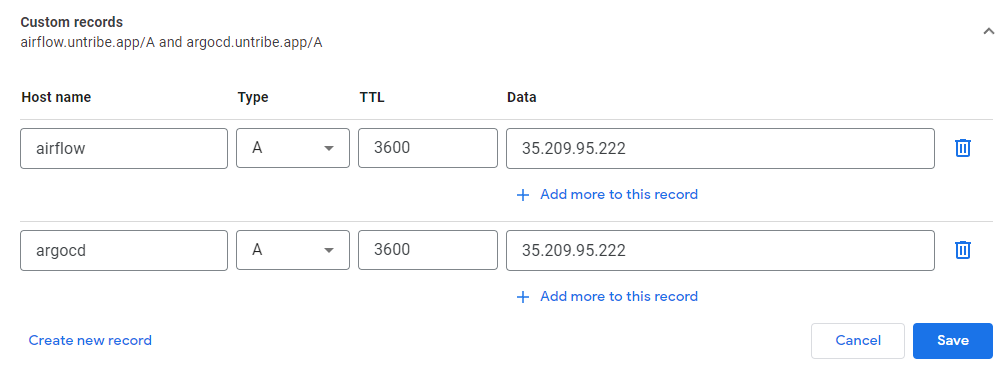 Custom records
airflow.untribe.app/A and argocd.untribe.app/A
Host name Type TTL Data
airflow A 3600 35.209.95.222
Add more to this record
argocd A 3600 35.209.95.222
Add more to this record
Create new record Cancel Save